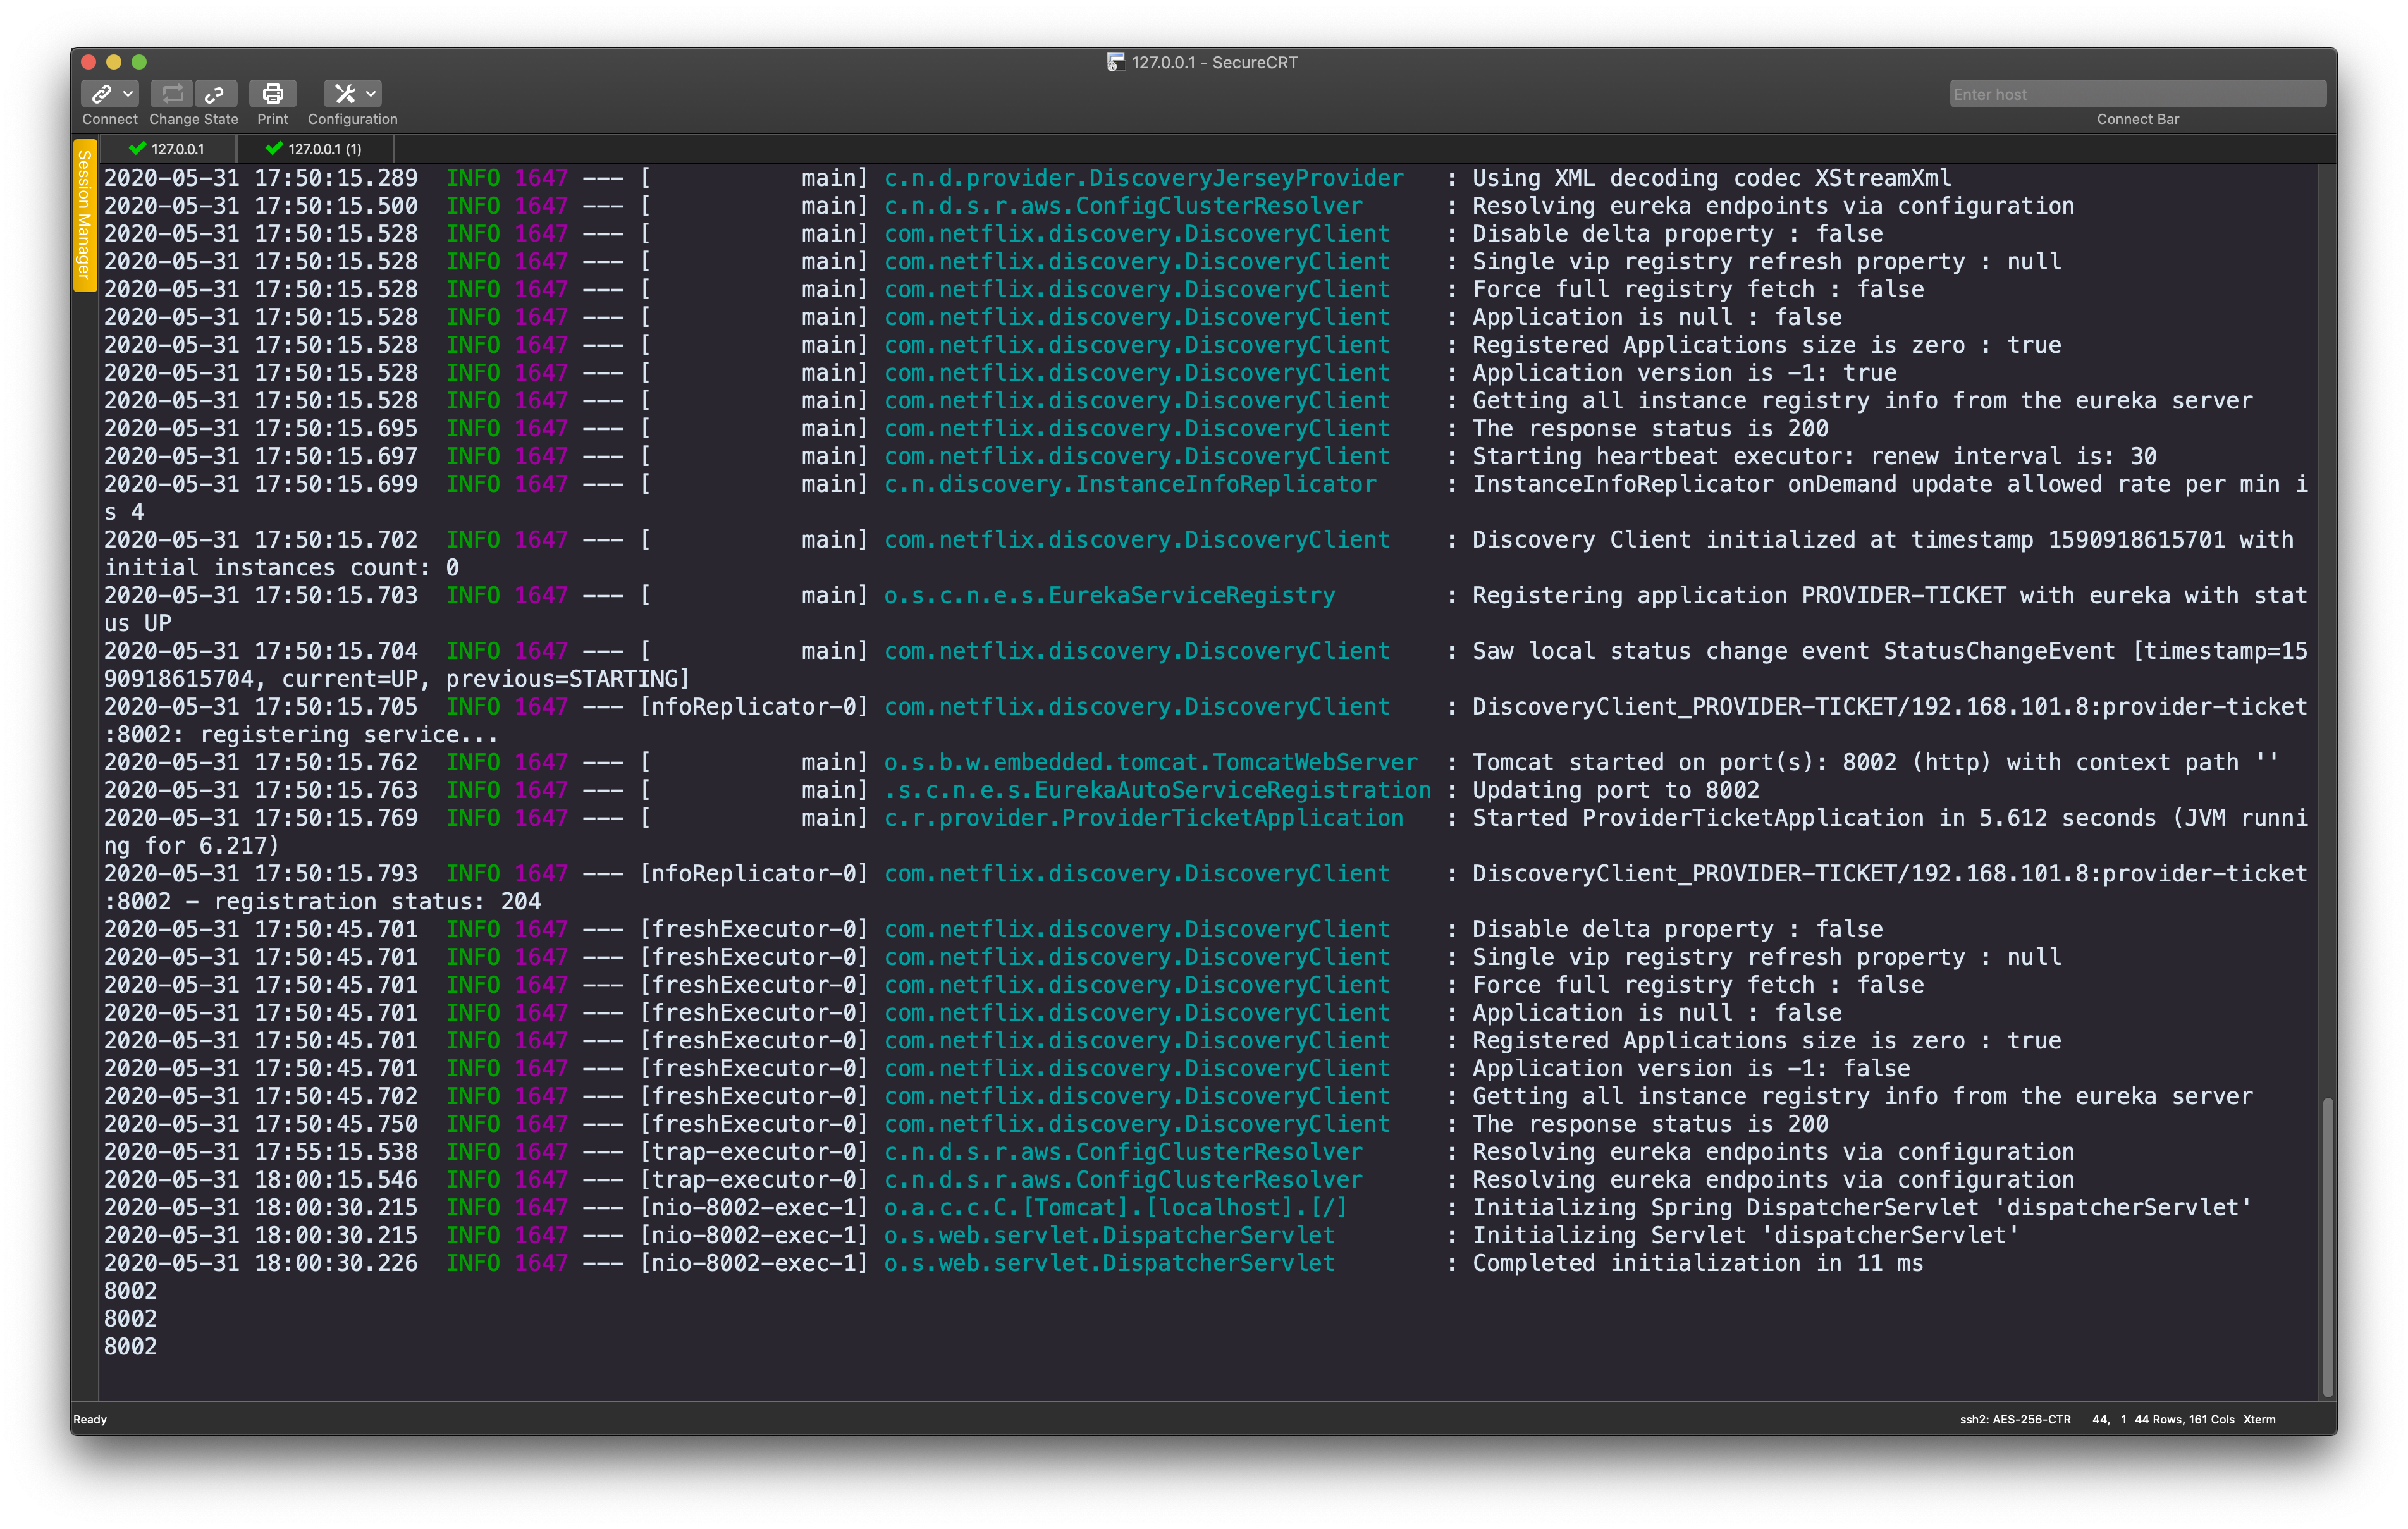 127.0.0.1 - SecureCRT
Enter host
Connect Change State Print Configuration Connect Bar
127.0.0.1 127.0.0.1 (1)
Session Manager
2020-05-31 17:50:15.289  INFO 1647 --- [           main] c.n.d.provider.DiscoveryJerseyProvider   : Using XML decoding codec XStreamXml
2020-05-31 17:50:15.500  INFO 1647 --- [           main] c.n.d.s.r.aws.ConfigClusterResolver      : Resolving eureka endpoints via configuration
2020-05-31 17:50:15.528  INFO 1647 --- [           main] com.netflix.discovery.DiscoveryClient    : Disable delta property : false
2020-05-31 17:50:15.528  INFO 1647 --- [           main] com.netflix.discovery.DiscoveryClient    : Single vip registry refresh property : null
2020-05-31 17:50:15.528  INFO 1647 --- [           main] com.netflix.discovery.DiscoveryClient    : Force full registry fetch : false
2020-05-31 17:50:15.528  INFO 1647 --- [           main] com.netflix.discovery.DiscoveryClient    : Application is null : false
2020-05-31 17:50:15.528  INFO 1647 --- [           main] com.netflix.discovery.DiscoveryClient    : Registered Applications size is zero : true
2020-05-31 17:50:15.528  INFO 1647 --- [           main] com.netflix.discovery.DiscoveryClient    : Application version is -1: true
2020-05-31 17:50:15.528  INFO 1647 --- [           main] com.netflix.discovery.DiscoveryClient    : Getting all instance registry info from the eureka server
2020-05-31 17:50:15.695  INFO 1647 --- [           main] com.netflix.discovery.DiscoveryClient    : The response status is 200
2020-05-31 17:50:15.697  INFO 1647 --- [           main] com.netflix.discovery.DiscoveryClient    : Starting heartbeat executor: renew interval is: 30
2020-05-31 17:50:15.699  INFO 1647 --- [           main] c.n.discovery.InstanceInfoReplicator     : InstanceInfoReplicator onDemand update allowed rate per min i
s 4
2020-05-31 17:50:15.702  INFO 1647 --- [           main] com.netflix.discovery.DiscoveryClient    : Discovery Client initialized at timestamp 1590918615701 with
initial instances count: 0
2020-05-31 17:50:15.703  INFO 1647 --- [           main] o.s.c.n.e.s.EurekaServiceRegistry        : Registering application PROVIDER-TICKET with eureka with stat
us UP
2020-05-31 17:50:15.704  INFO 1647 --- [           main] com.netflix.discovery.DiscoveryClient    : Saw local status change event StatusChangeEvent [timestamp=15
90918615704, current=UP, previous=STARTING]
2020-05-31 17:50:15.705  INFO 1647 --- [nfoReplicator-0] com.netflix.discovery.DiscoveryClient    : DiscoveryClient_PROVIDER-TICKET/192.168.101.8:provider-ticket
:8002: registering service...
2020-05-31 17:50:15.762  INFO 1647 --- [           main] o.s.b.w.embedded.tomcat.TomcatWebServer  : Tomcat started on port(s): 8002 (http) with context path ''
2020-05-31 17:50:15.763  INFO 1647 --- [           main] .s.c.n.e.s.EurekaAutoServiceRegistration : Updating port to 8002
2020-05-31 17:50:15.769  INFO 1647 --- [           main] c.r.provider.ProviderTicketApplication   : Started ProviderTicketApplication in 5.612 seconds (JVM runni
ng for 6.217)
2020-05-31 17:50:15.793  INFO 1647 --- [nfoReplicator-0] com.netflix.discovery.DiscoveryClient    : DiscoveryClient_PROVIDER-TICKET/192.168.101.8:provider-ticket
:8002 - registration status: 204
2020-05-31 17:50:45.701  INFO 1647 --- [freshExecutor-0] com.netflix.discovery.DiscoveryClient    : Disable delta property : false
2020-05-31 17:50:45.701  INFO 1647 --- [freshExecutor-0] com.netflix.discovery.DiscoveryClient    : Single vip registry refresh property : null
2020-05-31 17:50:45.701  INFO 1647 --- [freshExecutor-0] com.netflix.discovery.DiscoveryClient    : Force full registry fetch : false
2020-05-31 17:50:45.701  INFO 1647 --- [freshExecutor-0] com.netflix.discovery.DiscoveryClient    : Application is null : false
2020-05-31 17:50:45.701  INFO 1647 --- [freshExecutor-0] com.netflix.discovery.DiscoveryClient    : Registered Applications size is zero : true
2020-05-31 17:50:45.701  INFO 1647 --- [freshExecutor-0] com.netflix.discovery.DiscoveryClient    : Application version is -1: false
2020-05-31 17:50:45.702  INFO 1647 --- [freshExecutor-0] com.netflix.discovery.DiscoveryClient    : Getting all instance registry info from the eureka server
2020-05-31 17:50:45.750  INFO 1647 --- [freshExecutor-0] com.netflix.discovery.DiscoveryClient    : The response status is 200
2020-05-31 17:55:15.538  INFO 1647 --- [trap-executor-0] c.n.d.s.r.aws.ConfigClusterResolver      : Resolving eureka endpoints via configuration
2020-05-31 18:00:15.546  INFO 1647 --- [trap-executor-0] c.n.d.s.r.aws.ConfigClusterResolver      : Resolving eureka endpoints via configuration
2020-05-31 18:00:30.215  INFO 1647 --- [nio-8002-exec-1] o.a.c.c.C.[Tomcat].[localhost].[/]       : Initializing Spring DispatcherServlet 'dispatcherServlet'
2020-05-31 18:00:30.215  INFO 1647 --- [nio-8002-exec-1] o.s.web.servlet.DispatcherServlet        : Initializing Servlet 'dispatcherServlet'
2020-05-31 18:00:30.226  INFO 1647 --- [nio-8002-exec-1] o.s.web.servlet.DispatcherServlet        : Completed initialization in 11 ms
8002
8002
8002
Ready ssh2: AES-256-CTR 44, 1 44 Rows, 161 Cols Xterm